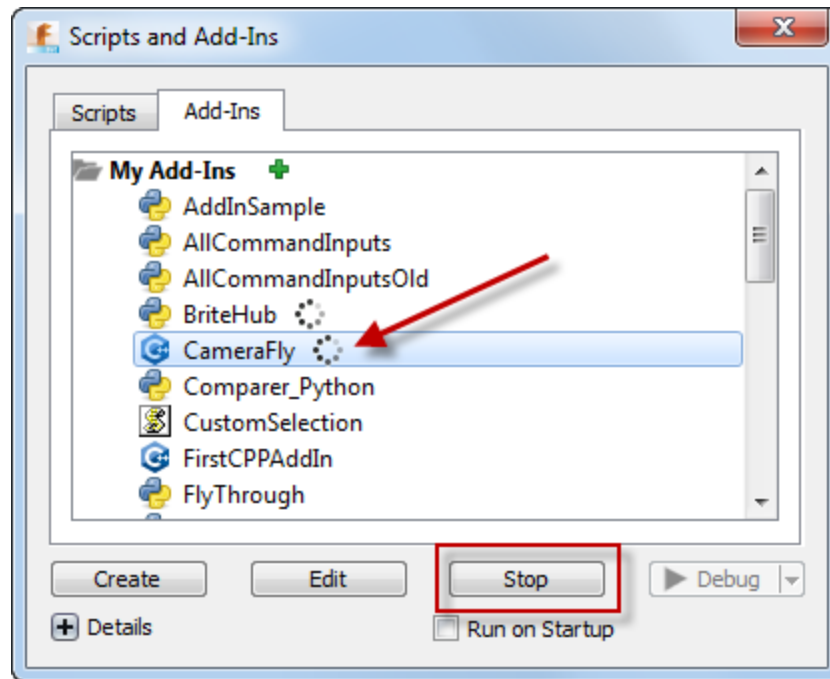 Scripts and Add-Ins
Scripts Add-Ins
My Add-Ins
AddInSample
AllCommandInputs
AllCommandInputsOld
BriteHub
CameraFly
Comparer_Python
CustomSelection
FirstCPPAddIn
FlyThrough
Create Edit Stop Debug
Details Run on Startup